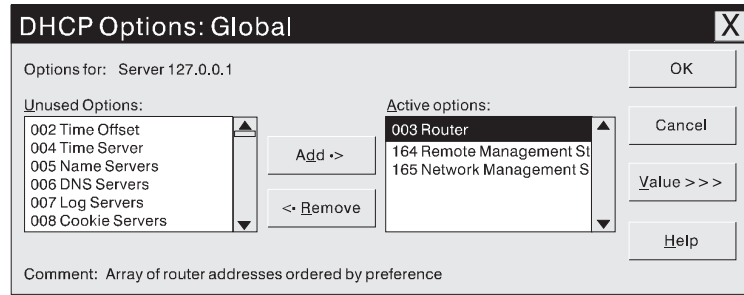 DHCP Options: Global X
Options for: Server 127.0.0.1
Unused Options:
002 Time Offset
004 Time Server
005 Name Servers
006 DNS Servers
007 Log Servers
008 Cookie Servers
Add ->
<- Remove
Active options:
003 Router
164 Remote Management St
165 Network Management S
OK
Cancel
Value >>>
Help
Comment: Array of router addresses ordered by preference